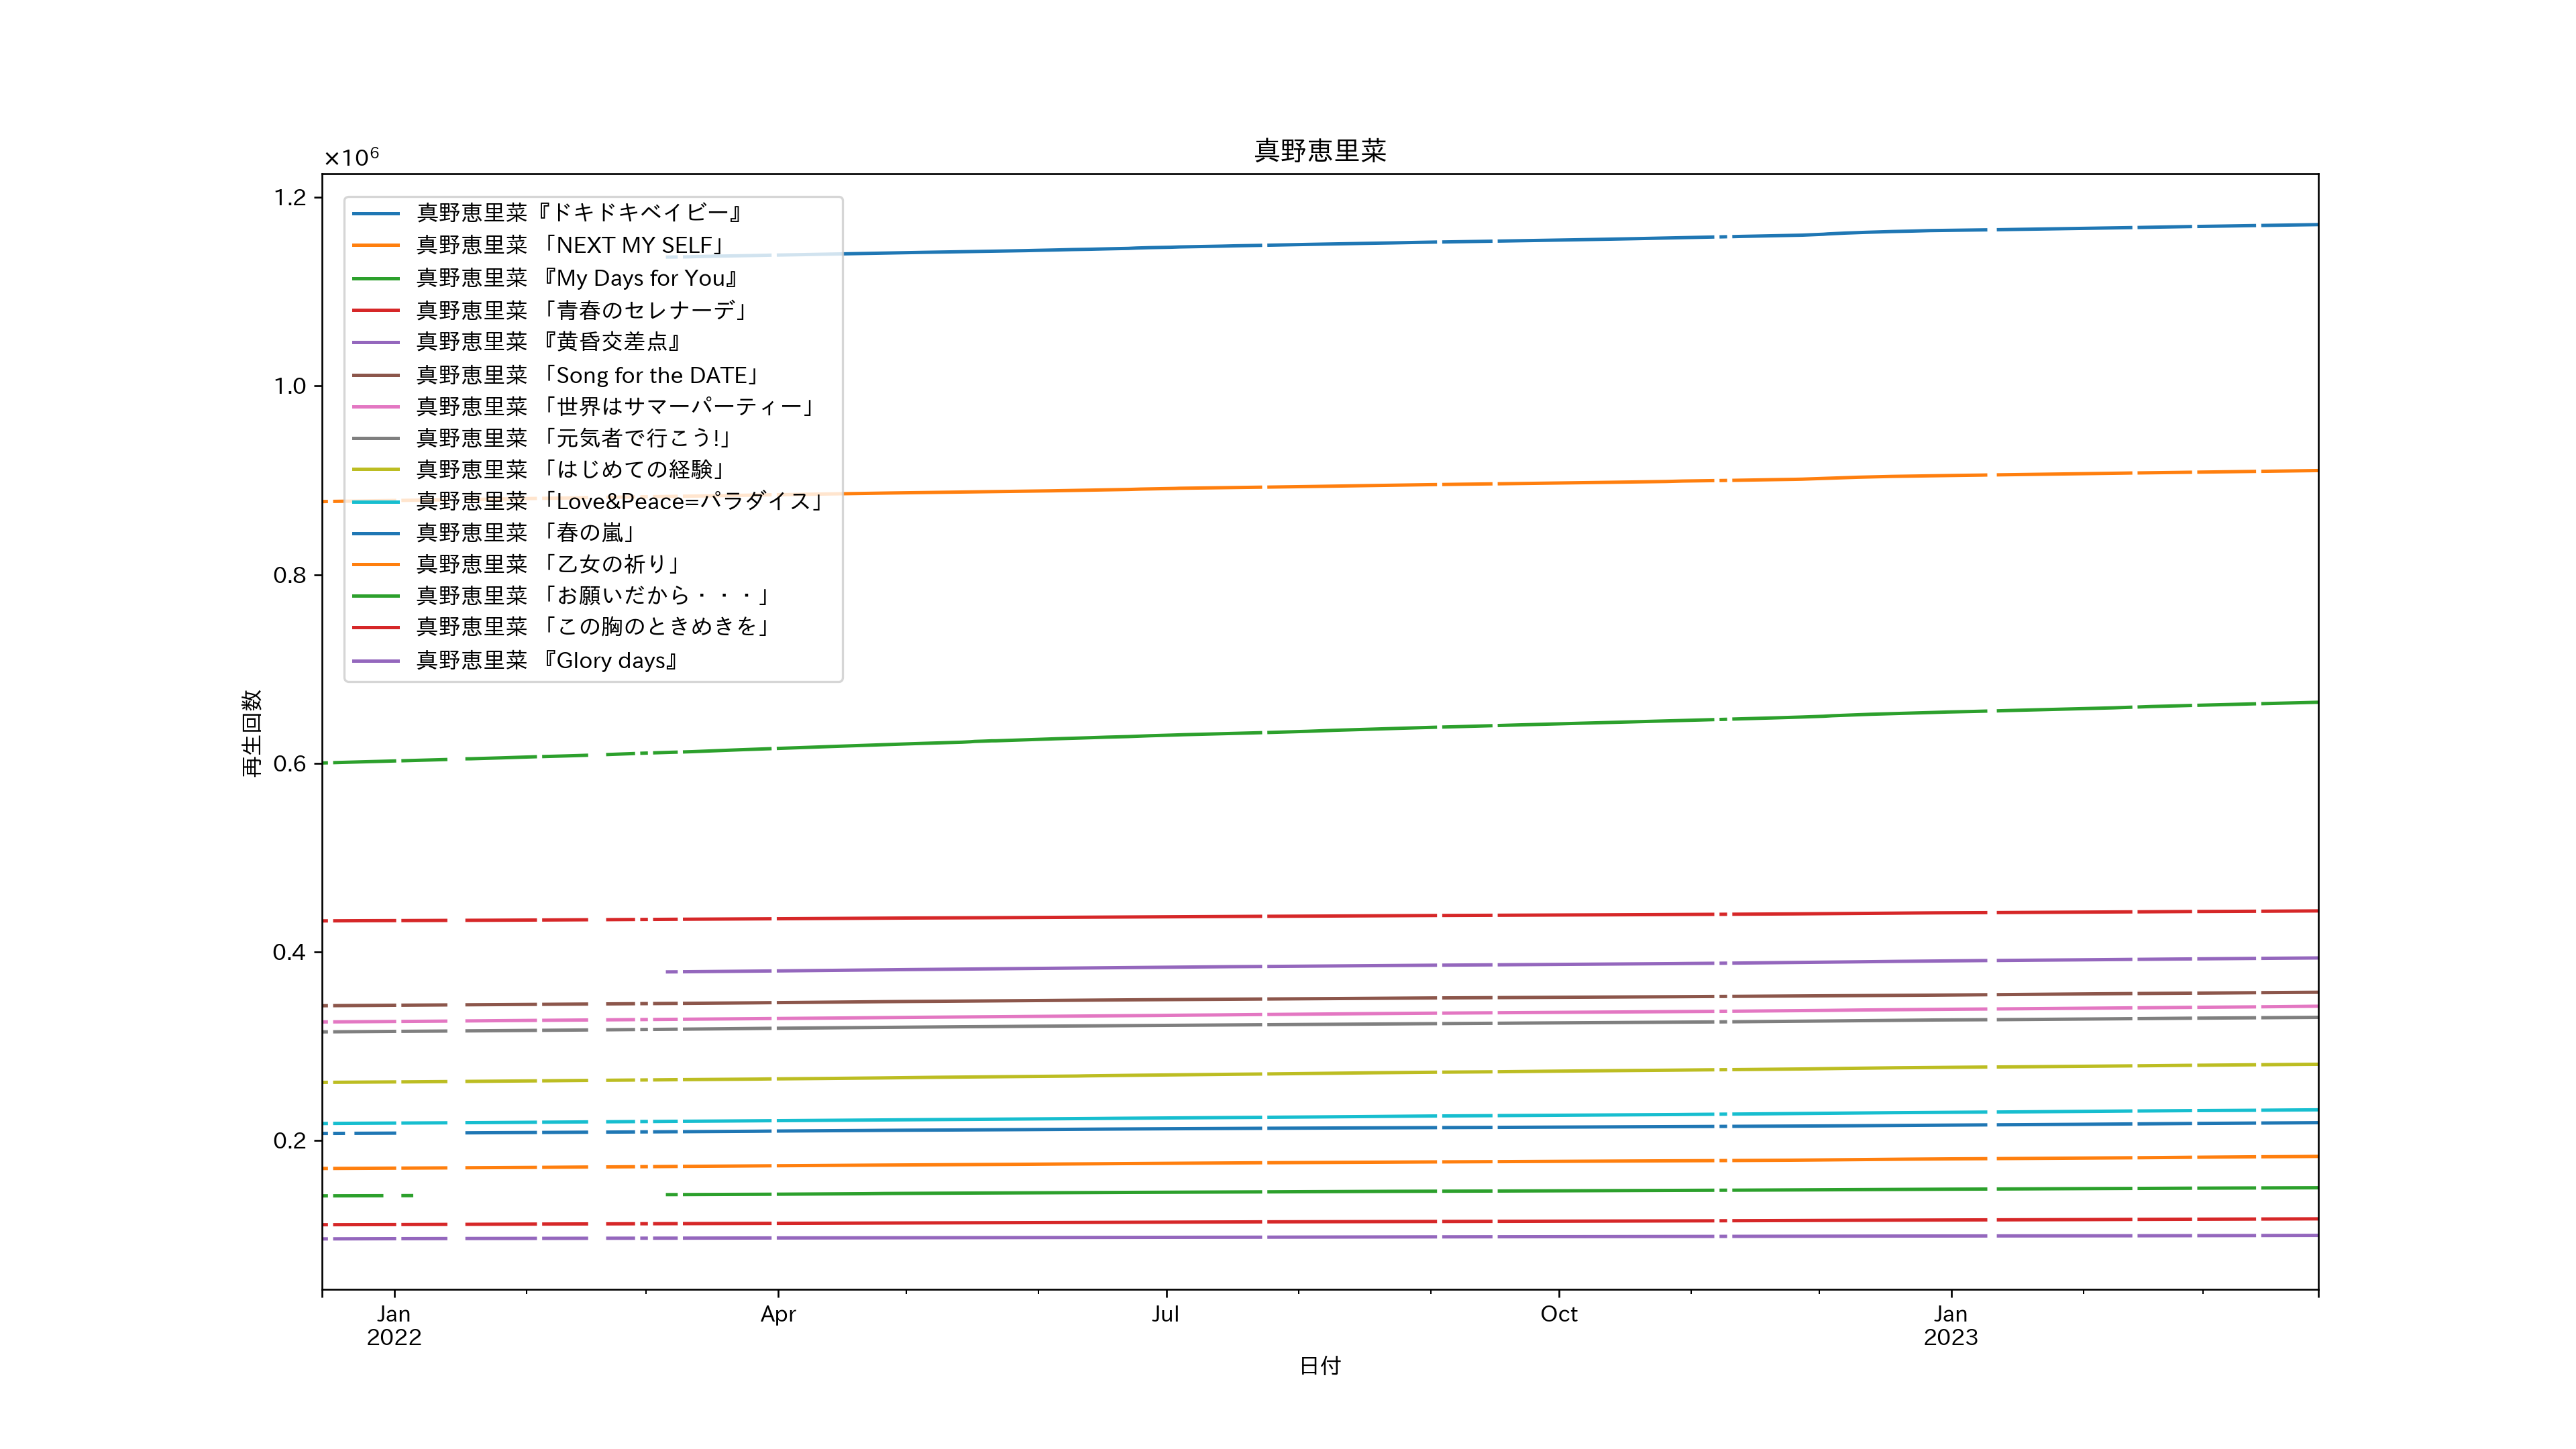 真野恵里菜
×10⁶
1.2
1.0
0.8
0.6
0.4
0.2
再生回数
真野恵里菜『ドキドキベイビー』
真野恵里菜 「NEXT MY SELF」
真野恵里菜 『My Days for You』
真野恵里菜 「青春のセレナーデ」
真野恵里菜 『黄昏交差点』
真野恵里菜 「Song for the DATE」
真野恵里菜 「世界はサマーパーティー」
真野恵里菜 「元気者で行こう!」
真野恵里菜 「はじめての経験」
真野恵里菜 「Love&Peace=パラダイス」
真野恵里菜 「春の嵐」
真野恵里菜 「乙女の祈り」
真野恵里菜 「お願いだから・・・」
真野恵里菜 「この胸のときめきを」
真野恵里菜 『Glory days』
Jan Apr Jul Oct Jan
2022 2023
日付